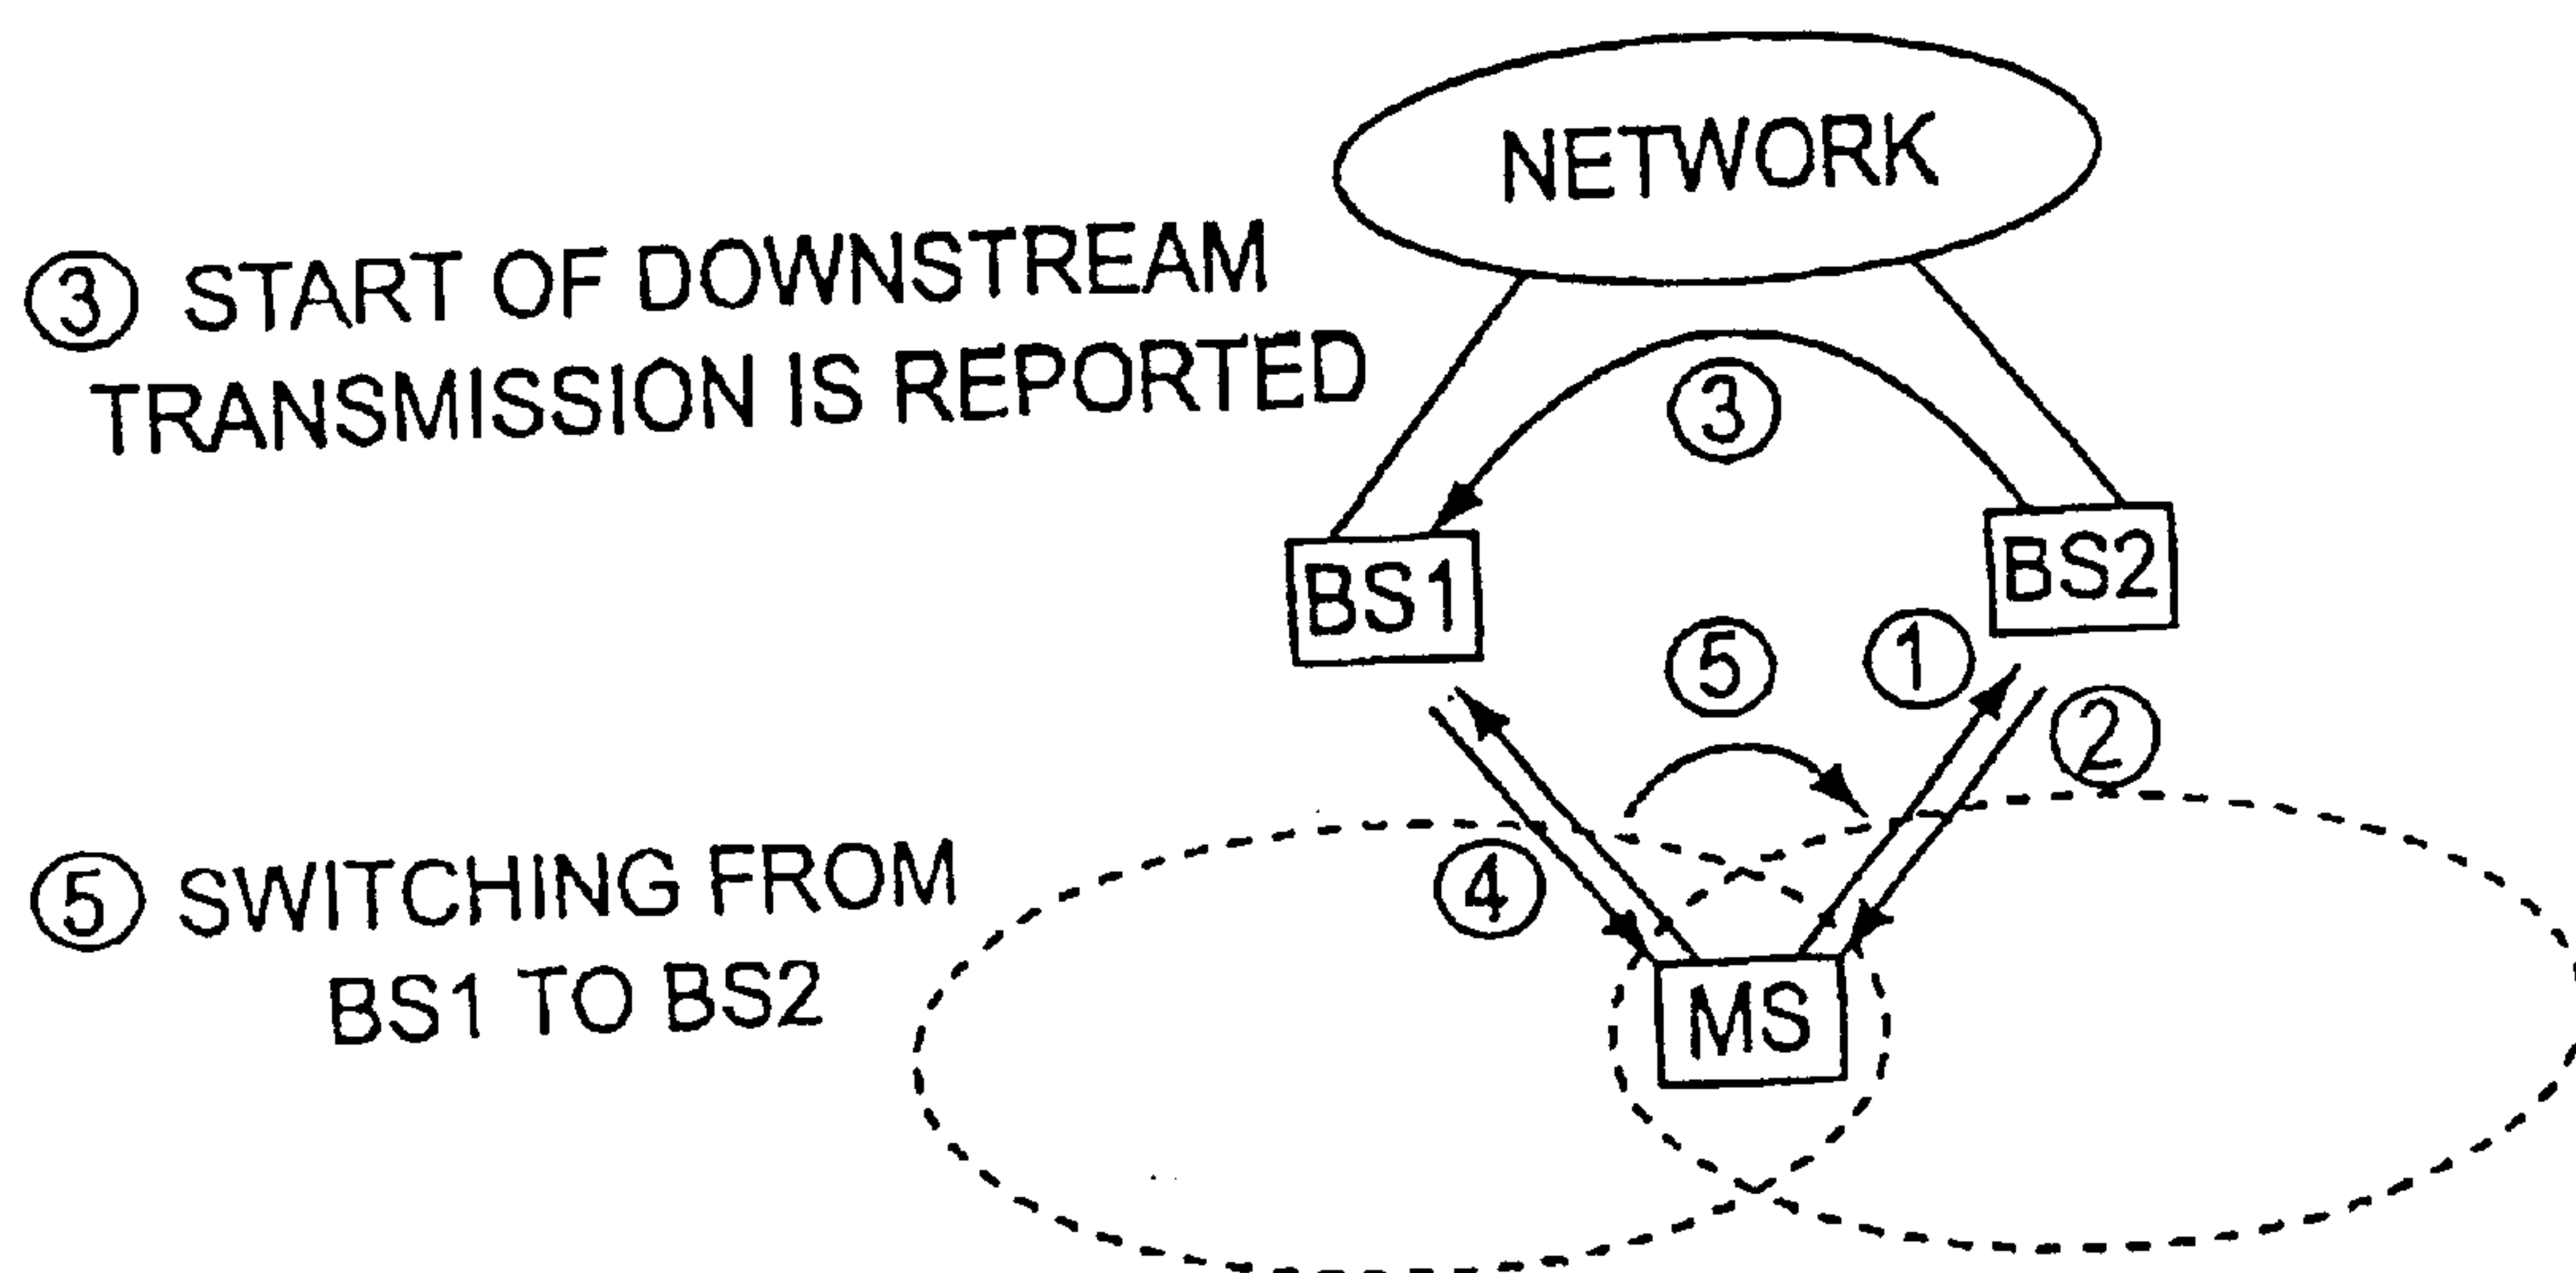 NETWORK
③ START OF DOWNSTREAM
TRANSMISSION IS REPORTED
③
BS1
BS2
⑤
①
②
④
⑤ SWITCHING FROM
BS1 TO BS2
MS